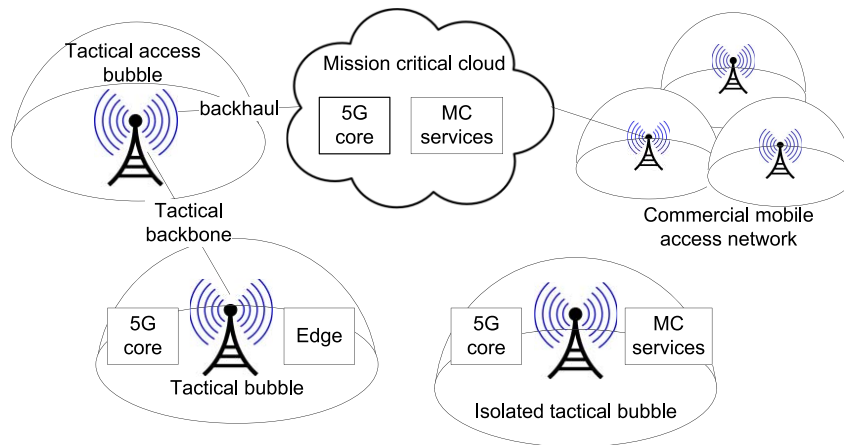 Tactical access
bubble
backhaul
Mission critical cloud
5G
core
MC
services
Commercial mobile
access network
Tactical
backbone
5G
core
Edge
Tactical bubble
5G
core
MC
services
Isolated tactical bubble